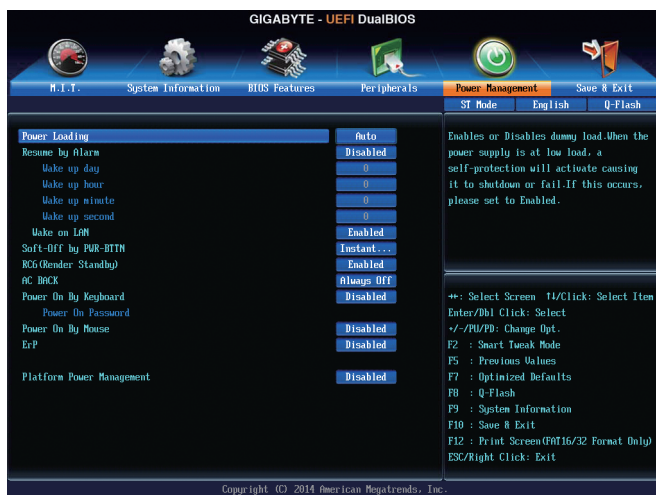 GIGABYTE - UEFI DualBIOS
M.I.T. System Information BIOS Features Peripherals Power Management Save & Exit
ST Mode English Q-Flash
Power Loading Auto
Resume by Alarm Disabled
Wake up day 0
Wake up hour 0
Wake up minute 0
Wake up second 0
Wake on LAN Enabled
Soft-Off by PWR-BTTN Instant...
RC6(Render Standby) Enabled
AC BACK Always Off
Power On By Keyboard Disabled
Power On Password
Power On By Mouse Disabled
ErP Disabled
Platform Power Management Disabled
Enables or Disables dummy load.When the
power supply is at low load, a
self-protection will activate causing
it to shutdown or fail.If this occurs,
please set to Enabled.
→←: Select Screen ↑↓/Click: Select Item
Enter/Dbl Click: Select
+/-/PU/PD: Change Opt.
F2 : Smart Tweak Mode
F5 : Previous Values
F7 : Optimized Defaults
F8 : Q-Flash
F9 : System Information
F10 : Save & Exit
F12 : Print Screen(FAT16/32 Format Only)
ESC/Right Click: Exit
Copyright (C) 2014 American Megatrends, Inc.